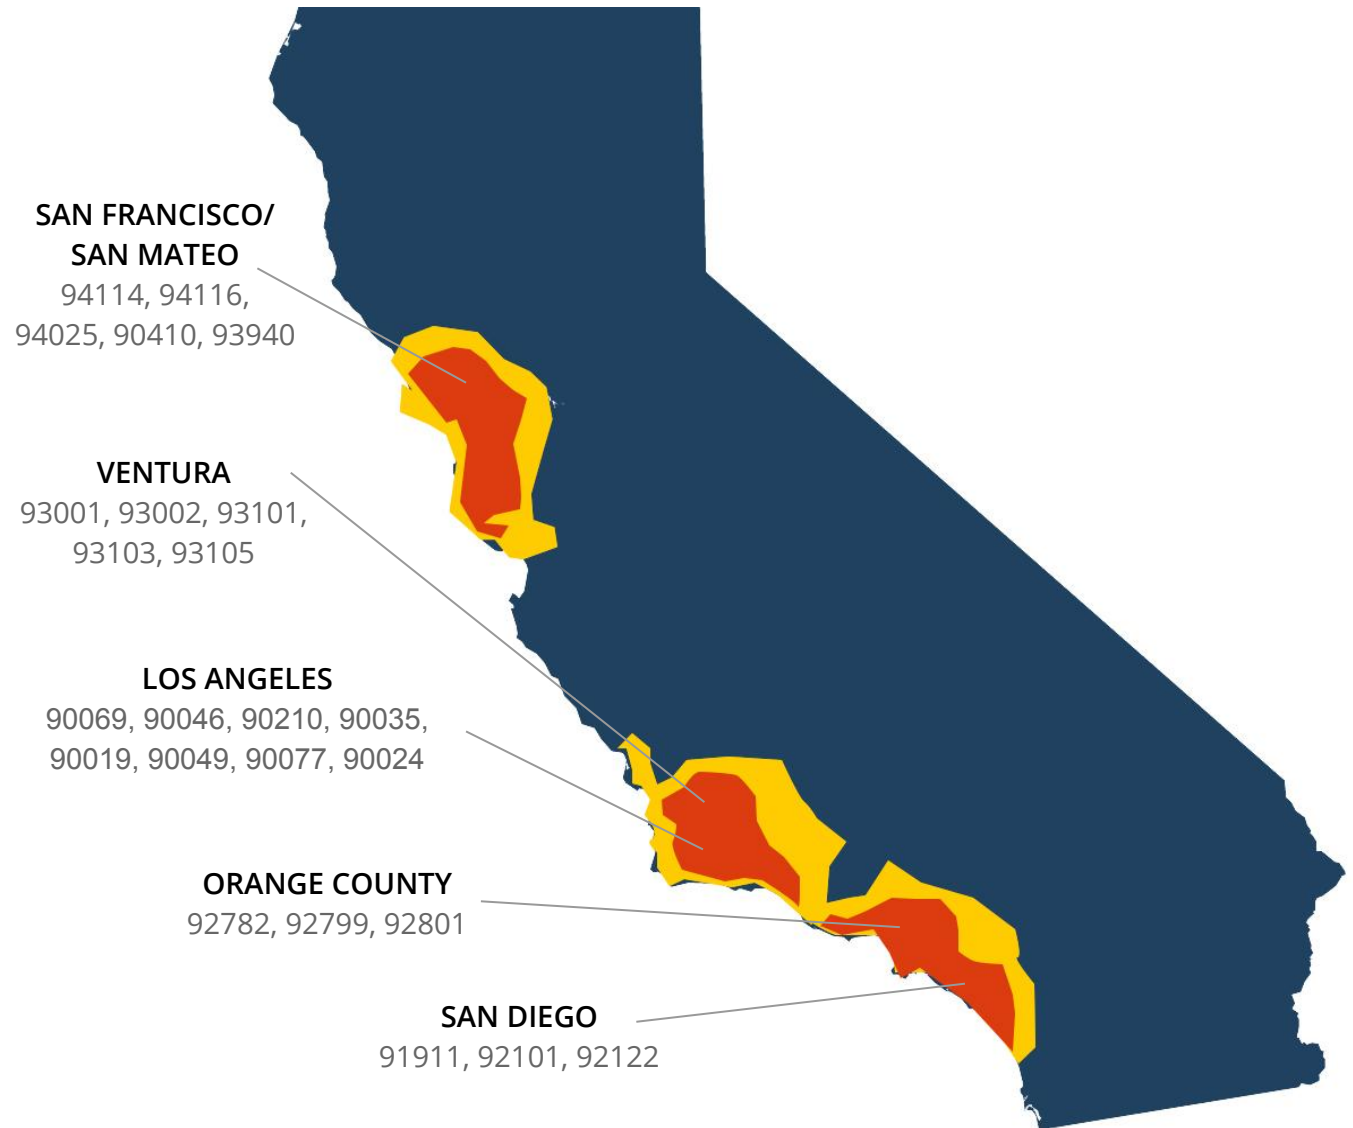 SAN FRANCISCO/
SAN MATEO
94114, 94116,
94025, 90410, 93940
VENTURA
93001, 93002, 93101,
93103, 93105
LOS ANGELES
90069, 90046, 90210, 90035,
90019, 90049, 90077, 90024
ORANGE COUNTY
92782, 92799, 92801
SAN DIEGO
91911, 92101, 92122